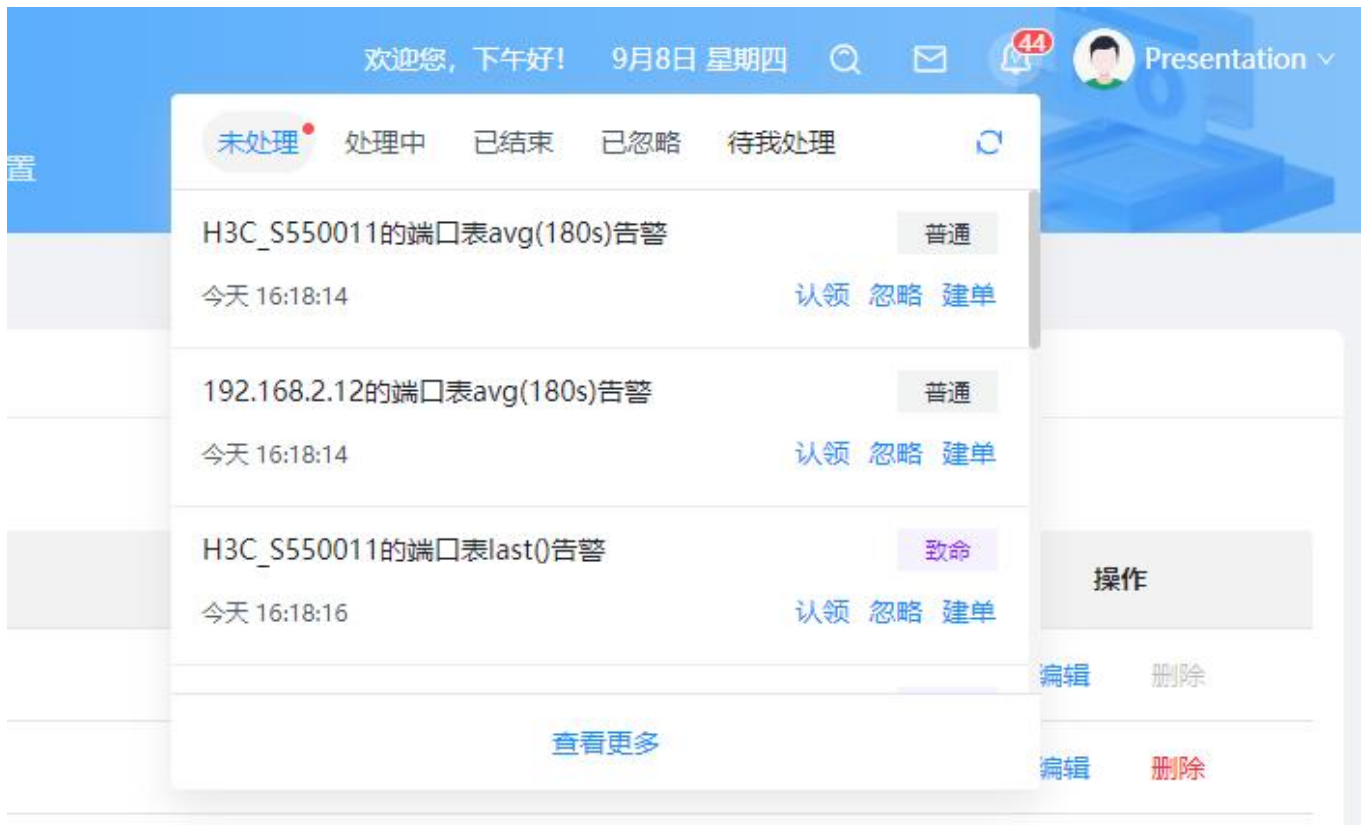 欢迎您，下午好！ 9月8日 星期四 44 Presentation
置
未处理 处理中 已结束 已忽略 待我处理
H3C_S550011的端口表avg(180s)告警 普通
今天 16:18:14 认领 忽略 建单
192.168.2.12的端口表avg(180s)告警 普通
今天 16:18:14 认领 忽略 建单
H3C_S550011的端口表last()告警 致命
操作
今天 16:18:16 认领 忽略 建单
编辑 删除
查看更多
编辑 删除